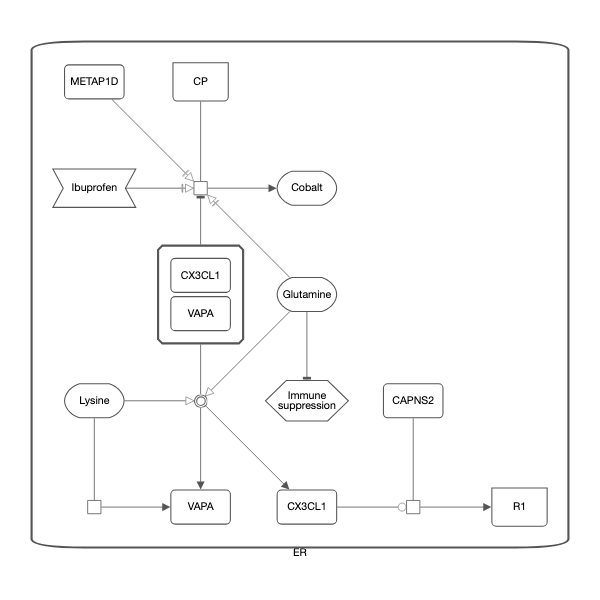 METAP1D
CP
Ibuprofen
Cobalt
CX3CL1
VAPA
Glutamine
Lysine
Immune
suppression
CAPNS2
VAPA
CX3CL1
R1
ER